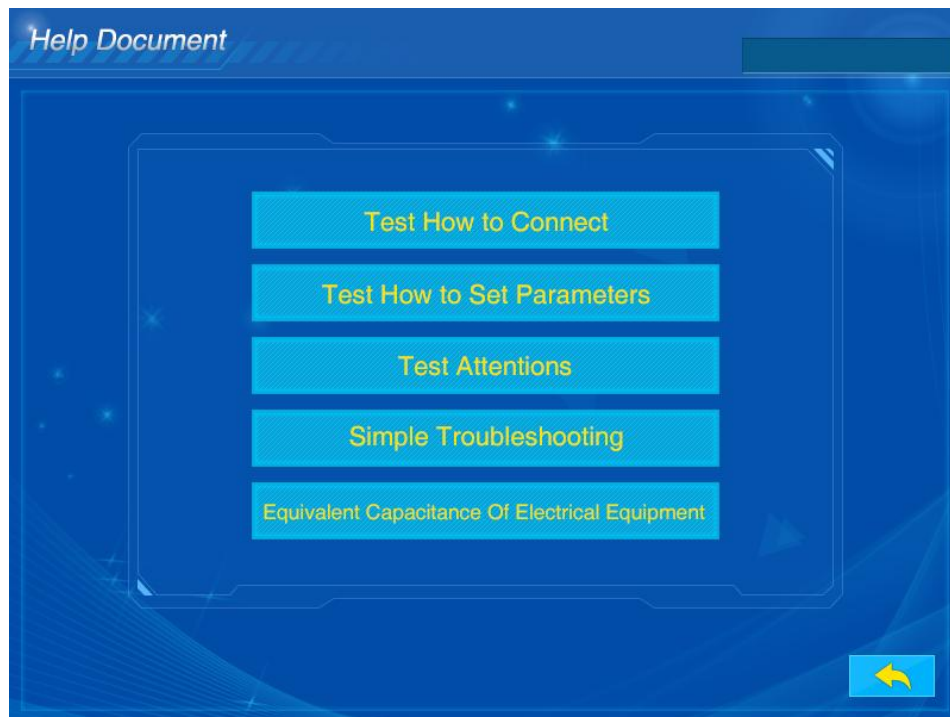 Help Document
Test How to Connect
Test How to Set Parameters
Test Attentions
Simple Troubleshooting
Equivalent Capacitance Of Electrical Equipment